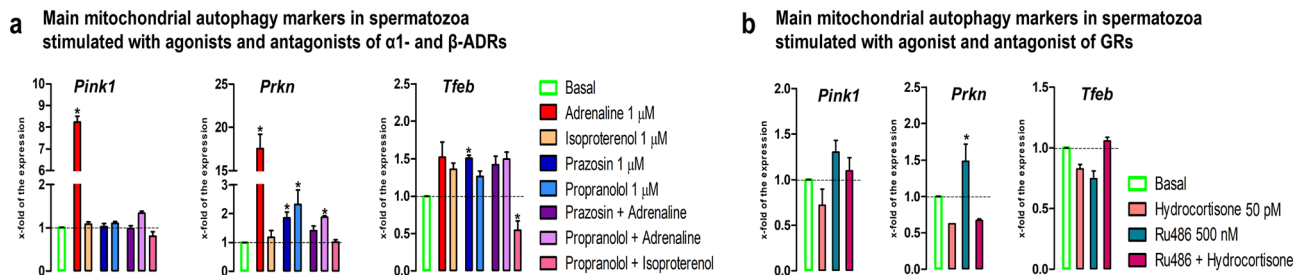 a
Main mitochondrial autophagy markers in spermatozoa
stimulated with agonists and antagonists of α1- and β-ADRs
Pink1
x-fold of the expression
10
8
6
4
2
2
1
0
*
Prkn
x-fold of the expression
25
20
15
10
5
3
2
1
0
*
*
*
*
Tfeb
x-fold of the expression
2.5
2.0
1.5
1.0
0.5
0.0
*
*
Basal
Adrenaline 1 μM
Isoproterenol 1 μM
Prazosin 1 μM
Propranolol 1 μM
Prazosin + Adrenaline
Propranolol + Adrenaline
Propranolol + Isoproterenol
b
Main mitochondrial autophagy markers in spermatozoa
stimulated with agonist and antagonist of GRs
Pink1
x-fold of the expression
2.0
1.5
1.0
0.5
0.0
Prkn
x-fold of the expression
2.5
2.0
1.5
1.0
0.5
0.0
*
Tfeb
x-fold of the expression
1.5
1.0
0.5
0.0
Basal
Hydrocortisone 50 pM
Ru486 500 nM
Ru486 + Hydrocortisone